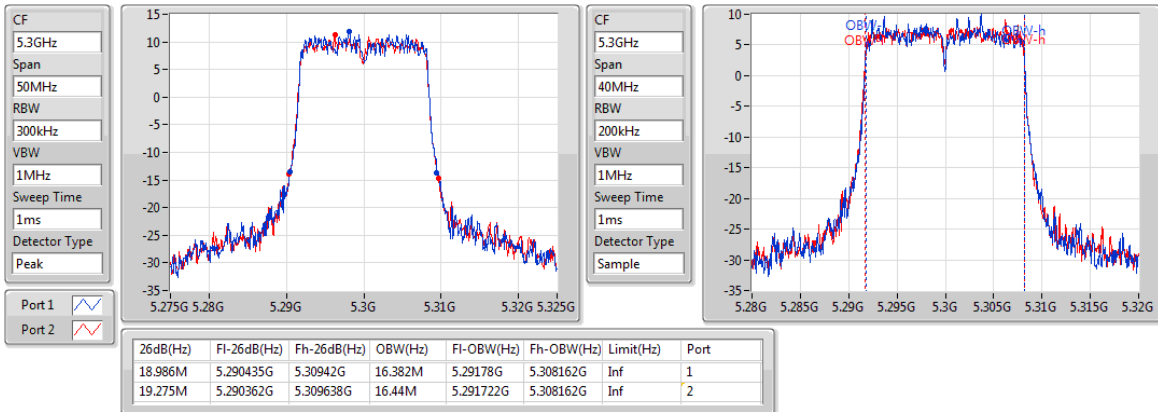 CF
5.3GHz
Span
50MHz
RBW
300kHz
VBW
1MHz
Sweep Time
1ms
Detector Type
Peak
Port 1
Port 2
15
10
5
0
-5
-10
-15
-20
-25
-30
-35
5.275G 5.28G 5.29G 5.3G 5.31G 5.32G 5.325G
CF
5.3GHz
Span
40MHz
RBW
200kHz
VBW
1MHz
Sweep Time
1ms
Detector Type
Sample
10
5
0
-5
-10
-15
-20
-25
-30
-35
OBW-h
OBW-h
5.28G 5.285G 5.29G 5.295G 5.3G 5.305G 5.31G 5.315G 5.32G
26dB(Hz) Fl-26dB(Hz) Fh-26dB(Hz) OBW(Hz) Fl-OBW(Hz) Fh-OBW(Hz) Limit(Hz) Port
18.986M 5.290435G 5.30942G 16.382M 5.29178G 5.308162G Inf 1
19.275M 5.290362G 5.309638G 16.44M 5.291722G 5.308162G Inf 2